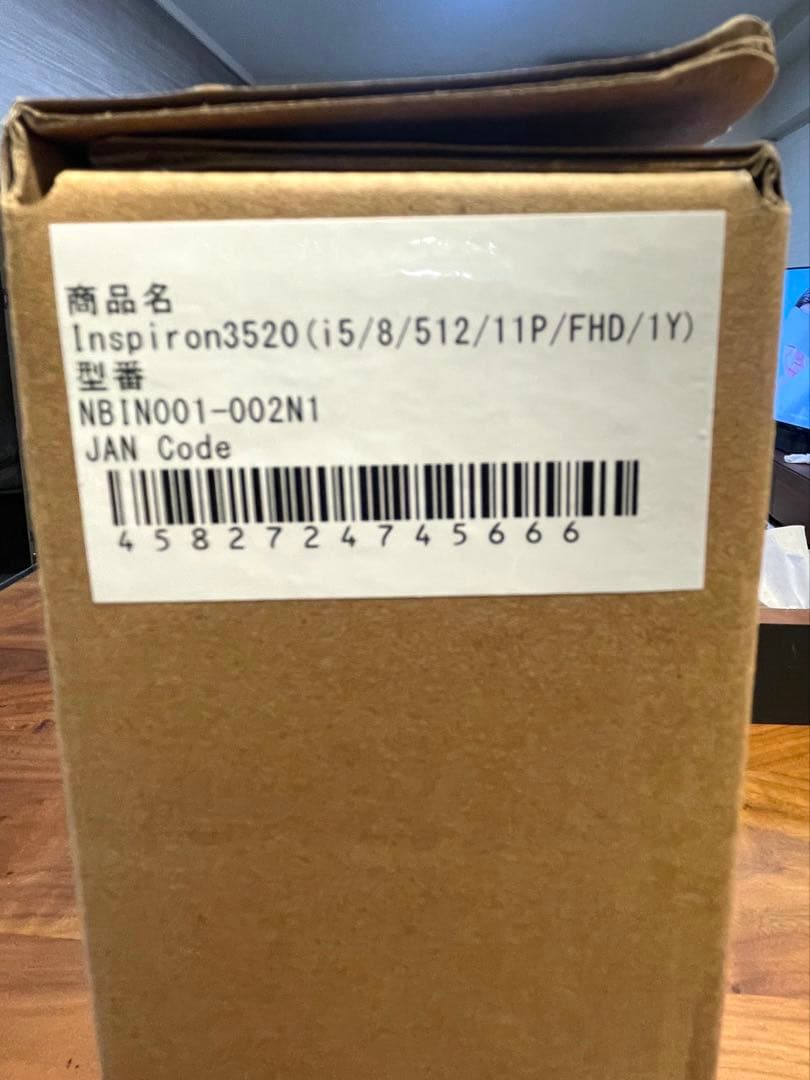 商品名
Inspiron3520(i5/8/512/11P/FHD/1Y)
型番
NBIN001-002N1
JAN Code
4582724745666